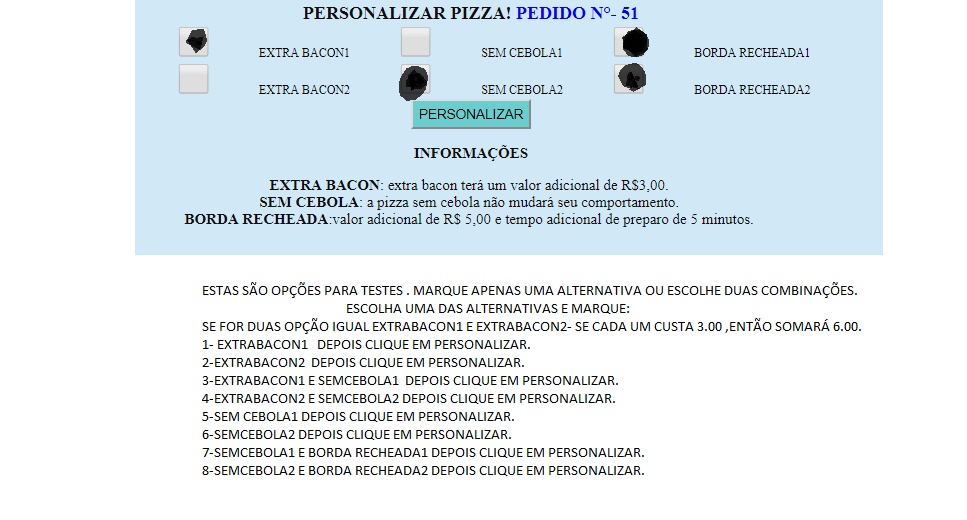 PERSONALIZAR PIZZA! PEDIDO N°- 51
EXTRA BACON1 SEM CEBOLA1 BORDA RECHEADA1
EXTRA BACON2 SEM CEBOLA2 BORDA RECHEADA2
PERSONALIZAR
INFORMAÇÕES
EXTRA BACON: extra bacon terá um valor adicional de R$3,00.
SEM CEBOLA: a pizza sem cebola não mudará seu comportamento.
BORDA RECHEADA:valor adicional de R$ 5,00 e tempo adicional de preparo de 5 minutos.
ESTAS SÃO OPÇÕES PARA TESTES . MARQUE APENAS UMA ALTERNATIVA OU ESCOLHE DUAS COMBINAÇÕES.
ESCOLHA UMA DAS ALTERNATIVAS E MARQUE:
SE FOR DUAS OPÇÃO IGUAL EXTRABACON1 E EXTRABACON2- SE CADA UM CUSTA 3.00 ,ENTÃO SOMARÁ 6.00.
1- EXTRABACON1 DEPOIS CLIQUE EM PERSONALIZAR.
2-EXTRABACON2 DEPOIS CLIQUE EM PERSONALIZAR.
3-EXTRABACON1 E SEMCEBOLA1 DEPOIS CLIQUE EM PERSONALIZAR.
4-EXTRABACON2 E SEMCEBOLA2 DEPOIS CLIQUE EM PERSONALIZAR.
5-SEM CEBOLA1 DEPOIS CLIQUE EM PERSONALIZAR.
6-SEMCEBOLA2 DEPOIS CLIQUE EM PERSONALIZAR.
7-SEMCEBOLA1 E BORDA RECHEADA1 DEPOIS CLIQUE EM PERSONALIZAR.
8-SEMCEBOLA2 E BORDA RECHEADA2 DEPOIS CLIQUE EM PERSONALIZAR.